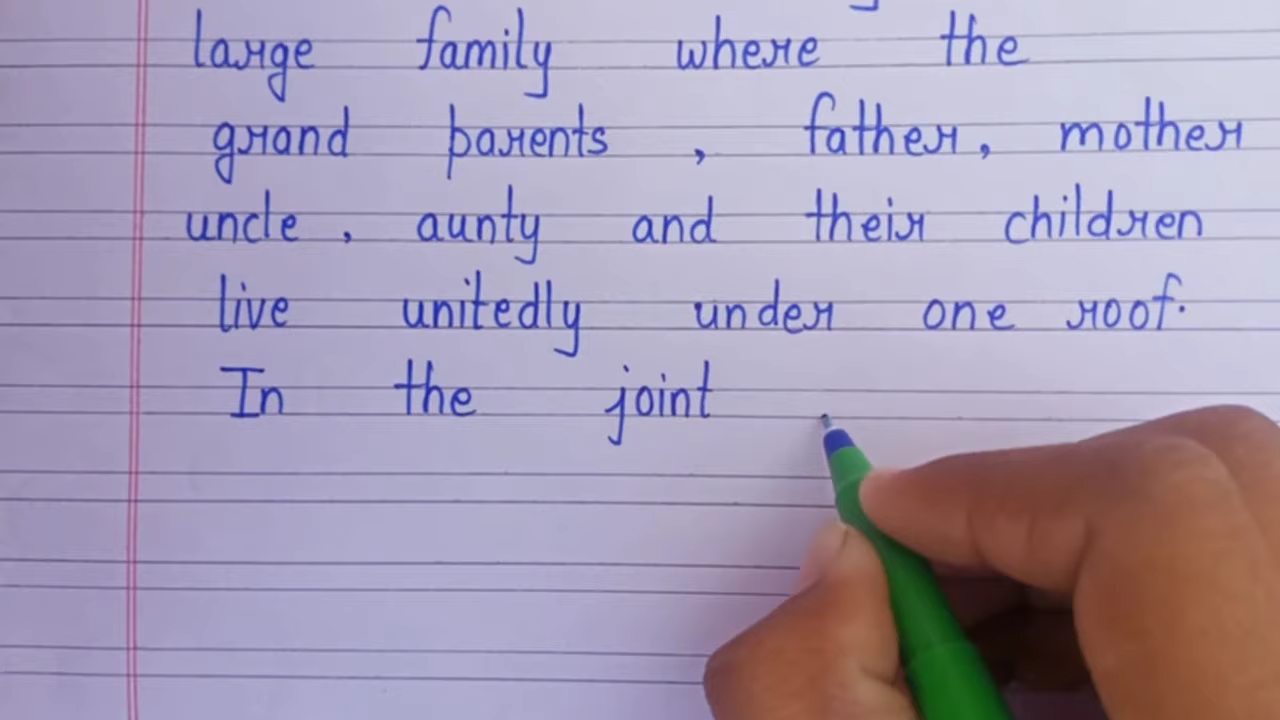 large family where the
grand parents , father, mother
uncle , aunty and their children
live unitedly under one roof.
In the joint